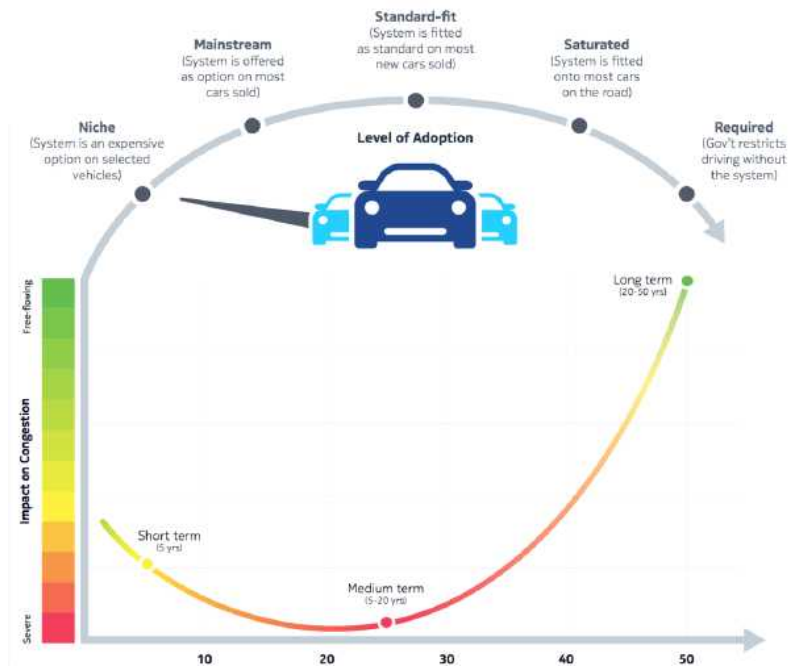 Standard-fit
(System is fitted
as standard on most
new cars sold)
Mainstream
(System is offered
as option on most
cars sold)
Saturated
(System is fitted
onto most cars
on the road)
Niche
(System is an expensive
option on selected
vehicles)
Level of Adoption
Required
(Gov't restricts
driving without
the system)
Free-flowing
Impact on Congestion
Severe
Long term
(20-50 yrs)
Short term
(5 yrs)
Medium term
(5-20 yrs)
10
20
30
40
50